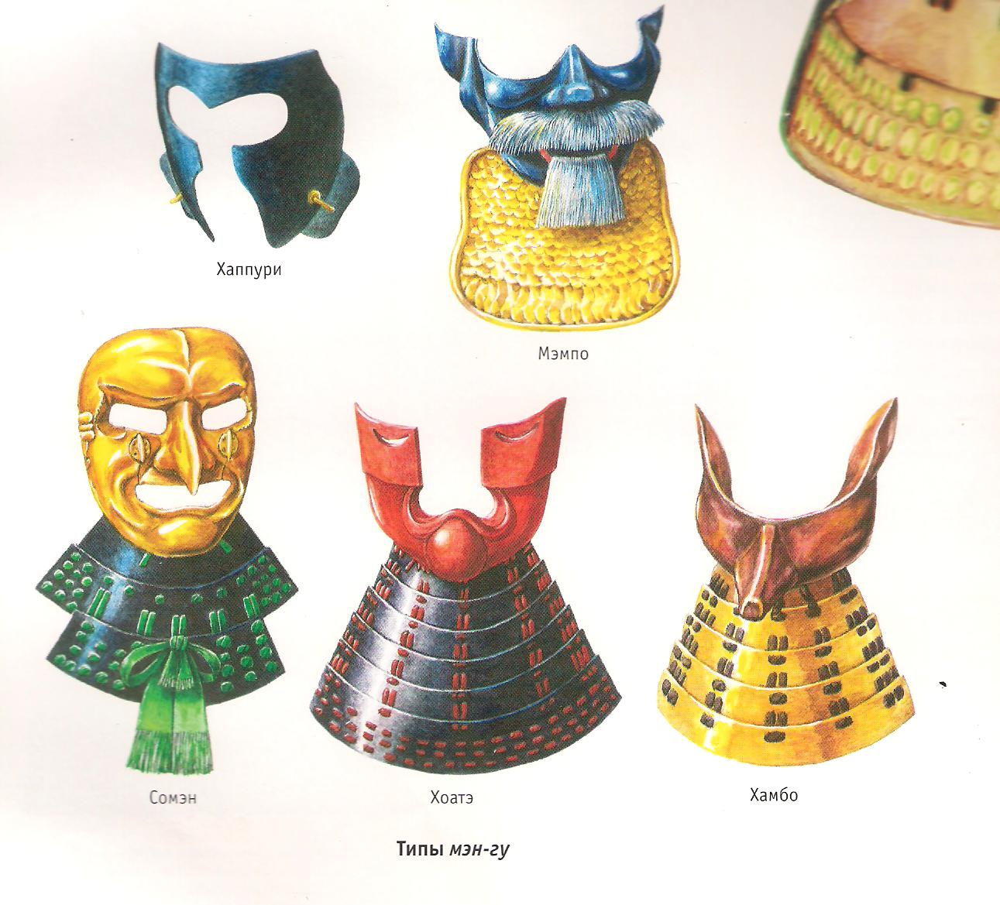 Хаппури
Мэмпо
Сомэн
Хоатэ
Хамбо
Типы мэн-гу